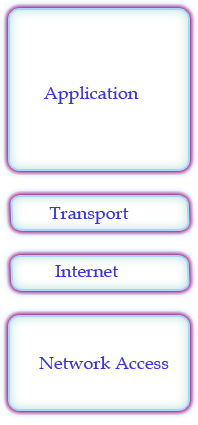 Application
Transport
Internet
Network Access